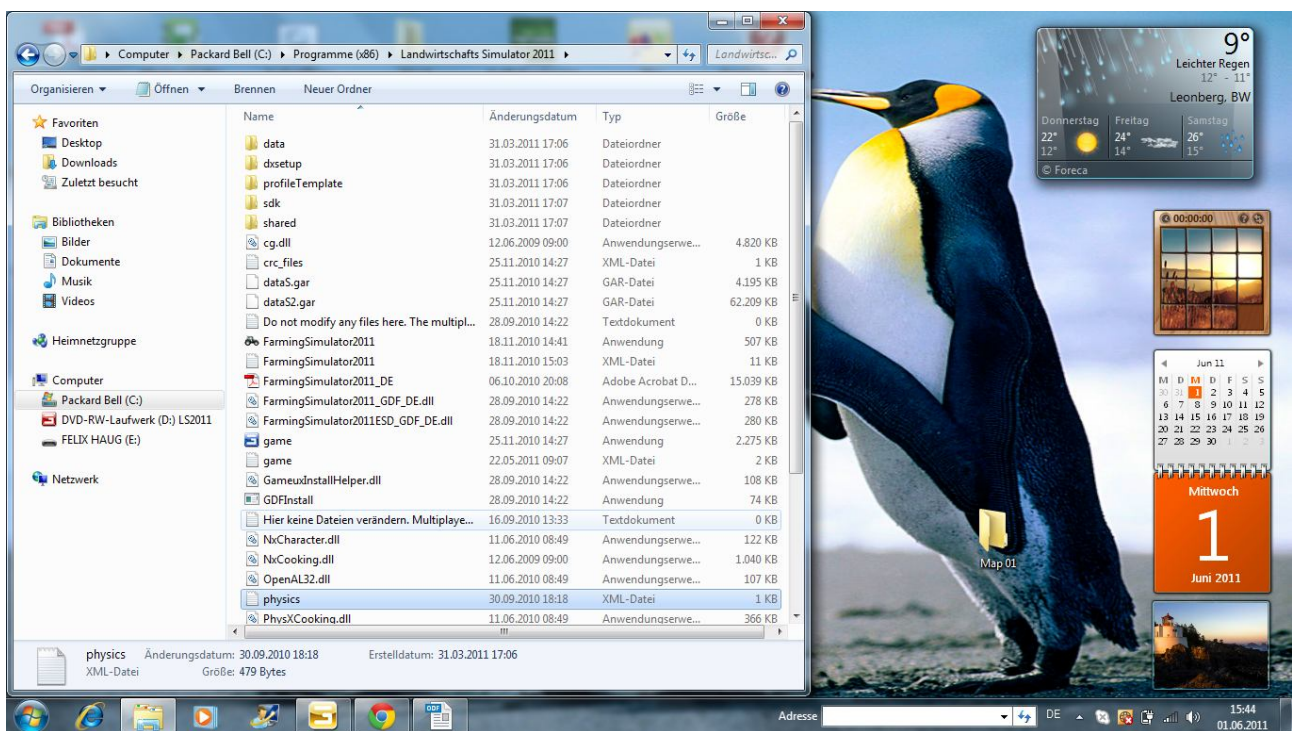 Computer ▸ Packard Bell (C:) ▸ Programme (x86) ▸ Landwirtschafts Simulator 2011 ▸
Landwirtsc...
Organisieren Öffnen Brennen Neuer Ordner
Favoriten
Desktop
Downloads
Zuletzt besucht
Bibliotheken
Bilder
Dokumente
Musik
Videos
Heimnetzgruppe
Computer
Packard Bell (C:)
DVD-RW-Laufwerk (D:) LS2011
FELIX HAUG (E:)
Netzwerk
Name Änderungsdatum Typ Größe
data 31.03.2011 17:06 Dateiordner
dxsetup 31.03.2011 17:06 Dateiordner
profileTemplate 31.03.2011 17:06 Dateiordner
sdk 31.03.2011 17:07 Dateiordner
shared 31.03.2011 17:07 Dateiordner
cg.dll 12.06.2009 09:00 Anwendungserwe... 4.820 KB
crc_files 25.11.2010 14:27 XML-Datei 1 KB
dataS.gar 25.11.2010 14:27 GAR-Datei 4.195 KB
dataS2.gar 25.11.2010 14:27 GAR-Datei 62.209 KB
Do not modify any files here. The multipl... 28.09.2010 14:22 Textdokument 0 KB
FarmingSimulator2011 18.11.2010 14:41 Anwendung 507 KB
FarmingSimulator2011 18.11.2010 15:03 XML-Datei 11 KB
FarmingSimulator2011_DE 06.10.2010 20:08 Adobe Acrobat D... 15.039 KB
FarmingSimulator2011_GDF_DE.dll 28.09.2010 14:22 Anwendungserwe... 278 KB
FarmingSimulator2011ESD_GDF_DE.dll 28.09.2010 14:22 Anwendungserwe... 280 KB
game 25.11.2010 14:27 Anwendung 2.275 KB
game 22.05.2011 09:07 XML-Datei 2 KB
GameuxInstallHelper.dll 28.09.2010 14:22 Anwendungserwe... 108 KB
GDFInstall 28.09.2010 14:22 Anwendung 74 KB
Hier keine Dateien verändern. Multiplaye... 16.09.2010 13:33 Textdokument 0 KB
NxCharacter.dll 11.06.2010 08:49 Anwendungserwe... 122 KB
NxCooking.dll 12.06.2009 09:00 Anwendungserwe... 1.040 KB
OpenAL32.dll 11.06.2010 08:49 Anwendungserwe... 107 KB
physics 30.09.2010 18:18 XML-Datei 1 KB
PhysXCooking.dll 11.06.2010 08:49 Anwendungserwe... 366 KB
physics Änderungsdatum: 30.09.2010 18:18 Erstelldatum: 31.03.2011 17:06
XML-Datei Größe: 479 Bytes
9°
Leichter Regen
12° - 11°
Leonberg, BW
Donnerstag Freitag Samstag
22° 24° 26°
12° 14° 15°
© Foreca
00:00:00
Jun 11
M D M D F S S
30 31 1 2 3 4 5
6 7 8 9 10 11 12
13 14 15 16 17 18 19
20 21 22 23 24 25 26
27 28 29 30 1 2 3
Mittwoch
1
Juni 2011
Map 01
ODF
Adresse
DE
15:44
01.06.2011